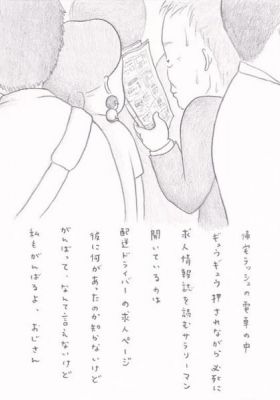 帰宅ラッシュの電車の中
ギュウギュウ押されながら必死に
求人情報誌を読むサラリーマン
開いているのは
配送ドライバーの求人ページ
彼に何があったのか知らないけど
がんばって、なんて言えないけど
私もがんばるよ、おじさん